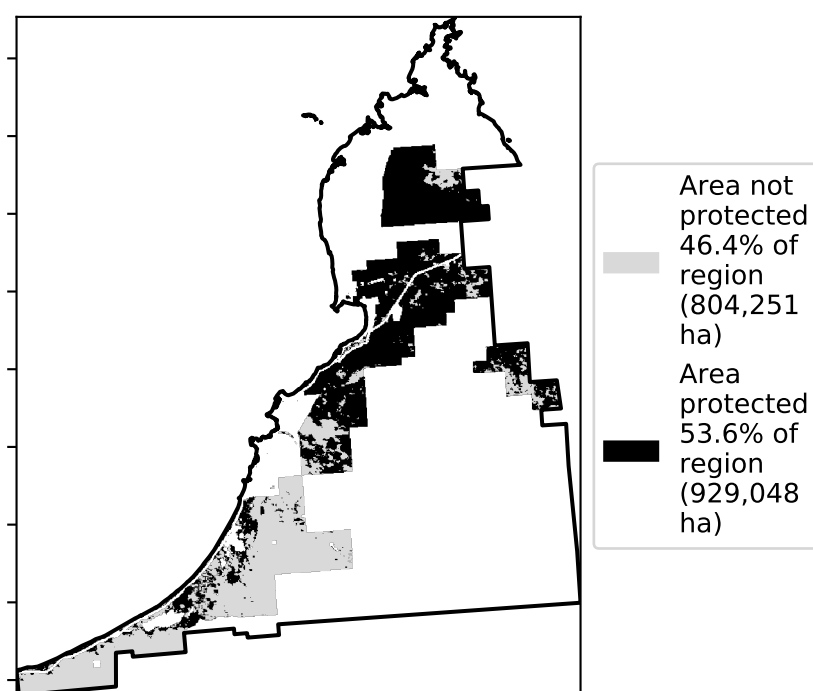 Area not
protected
46.4% of
region
(804,251
ha)
Area
protected
53.6% of
region
(929,048
ha)